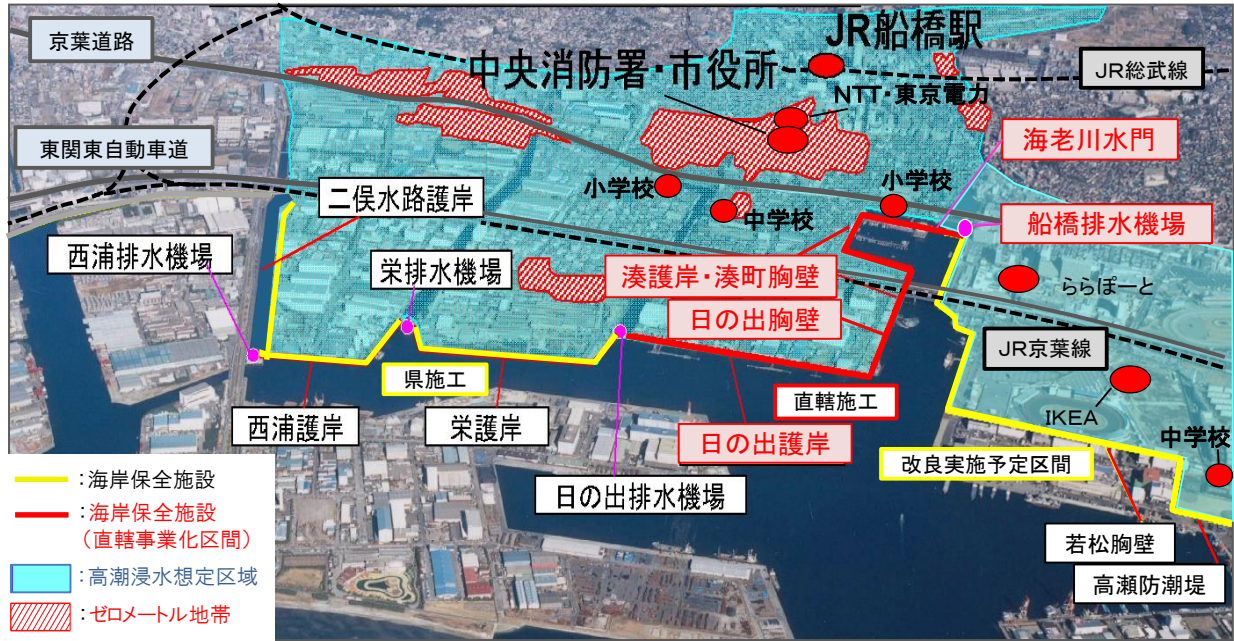 京葉道路
JR船橋駅
中央消防署・市役所
JR総武線
NTT・東京電力
東関東自動車道
海老川水門
二俣水路護岸
小学校
小学校
中学校
船橋排水機場
西浦排水機場
栄排水機場
湊護岸・湊町胸壁
ららぽーと
日の出胸壁
JR京葉線
県施工
直轄施工
IKEA
西浦護岸
栄護岸
日の出護岸
中学校
改良実施予定区間
日の出排水機場
若松胸壁
高瀬防潮堤
:海岸保全施設
:海岸保全施設
(直轄事業化区間)
:高潮浸水想定区域
:ゼロメートル地帯